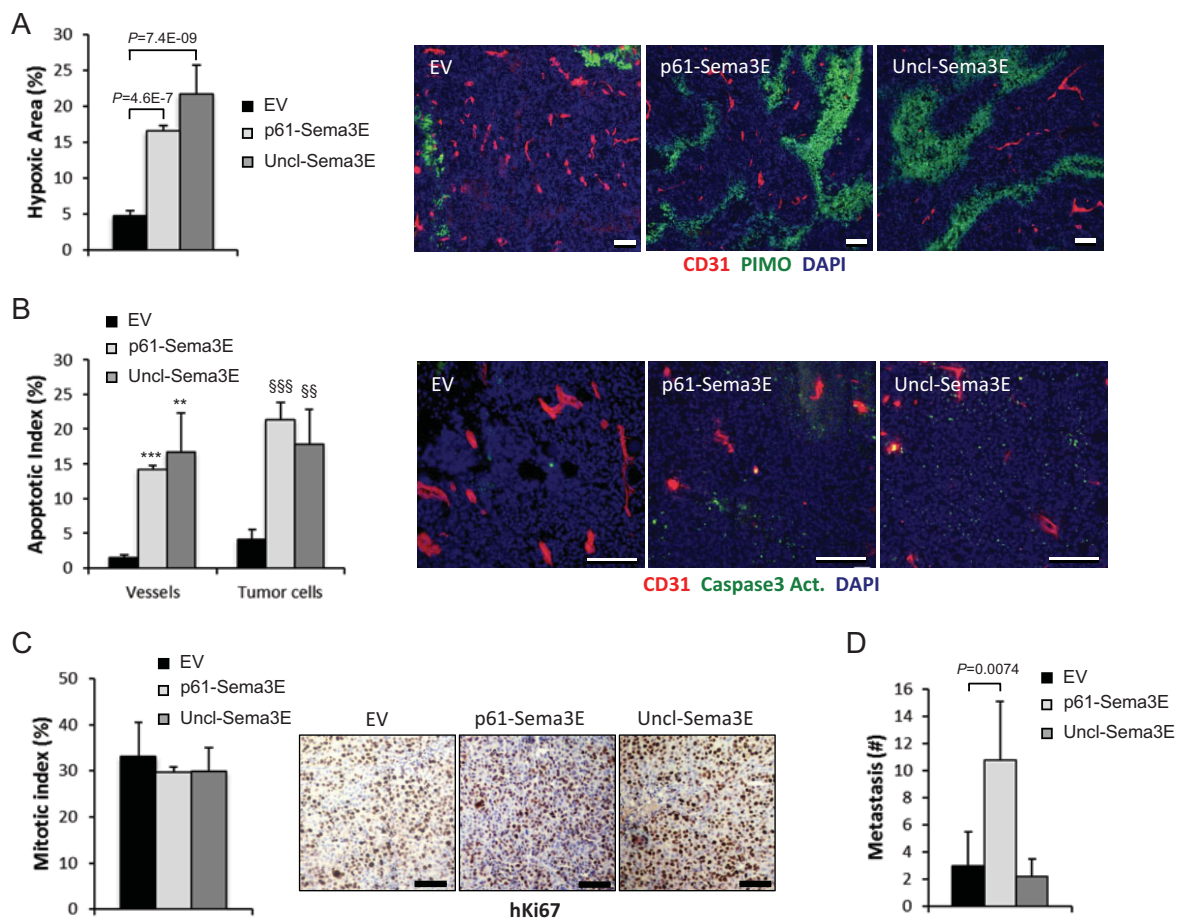 A
Hypoxic Area (%)
30
25
20
15
10
5
0
P=7.4E-09
P=4.6E-7
EV
p61-Sema3E
Uncl-Sema3E
EV
p61-Sema3E
Uncl-Sema3E
CD31 PIMO DAPI
B
EV
p61-Sema3E
Uncl-Sema3E
Apoptotic Index (%)
30
25
20
15
10
5
0
***
**
§§§
§§
Vessels
Tumor cells
EV
p61-Sema3E
Uncl-Sema3E
CD31 Caspase3 Act. DAPI
C
EV
p61-Sema3E
Uncl-Sema3E
Mitotic index (%)
50
40
30
20
10
0
EV
p61-Sema3E
Uncl-Sema3E
hKi67
D
P=0.0074
EV
p61-Sema3E
Uncl-Sema3E
Metastasis (#)
16
14
12
10
8
6
4
2
0